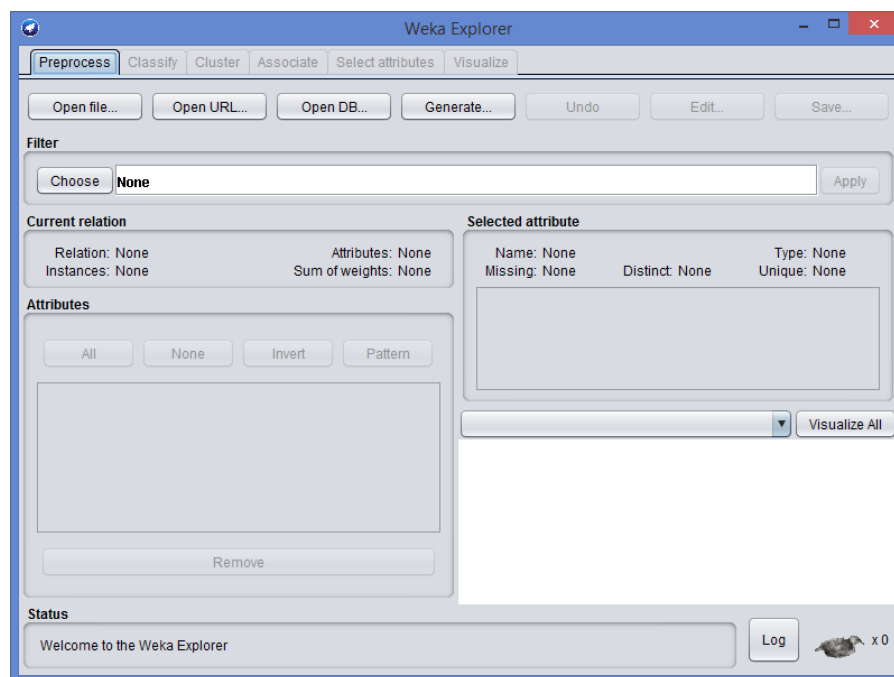 Weka Explorer
Preprocess Classify Cluster Associate Select attributes Visualize
Open file... Open URL... Open DB... Generate... Undo Edit... Save...
Filter
Choose None Apply
Current relation
Relation: None Attributes: None
Instances: None Sum of weights: None
Selected attribute
Name: None Type: None
Missing: None Distinct: None Unique: None
Attributes
All None Invert Pattern
Remove
Visualize All
Status
Welcome to the Weka Explorer
Log x 0